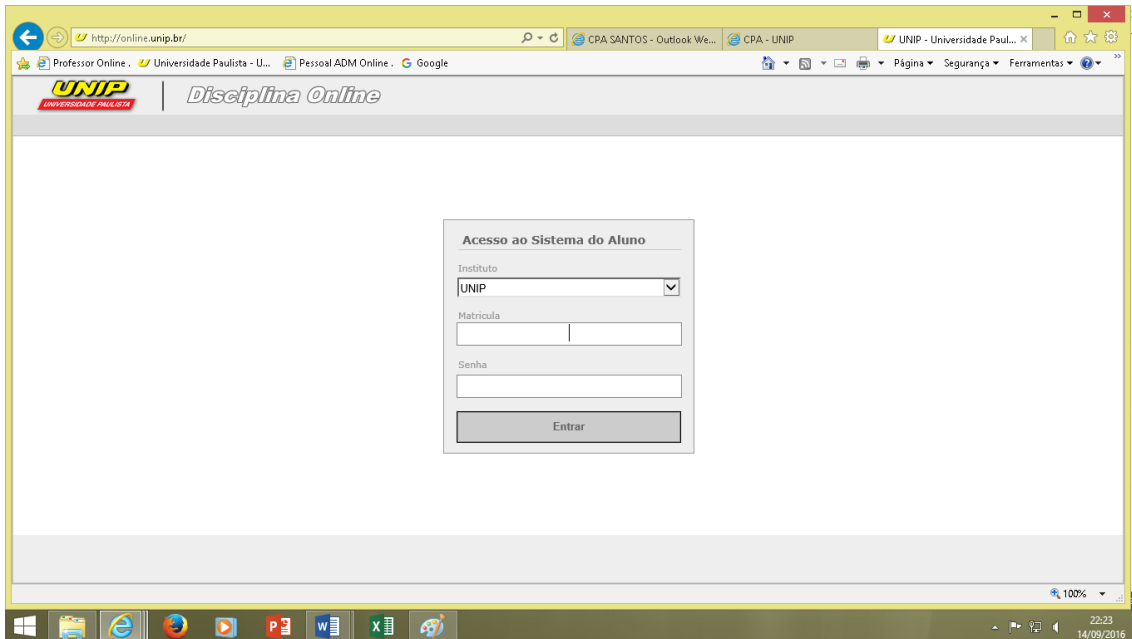 http://online.unip.br/
CPA SANTOS - Outlook We...
CPA - UNIP
UNIP - Universidade Paul...
Professor Online .
Universidade Paulista - U...
Pessoal ADM Online .
Google
Página
Segurança
Ferramentas
UNIP
UNIVERSIDADE PAULISTA
Disciplina Online
Acesso ao Sistema do Aluno
Instituto
UNIP
Matricula
Senha
Entrar
100%
22:23
14/09/2016